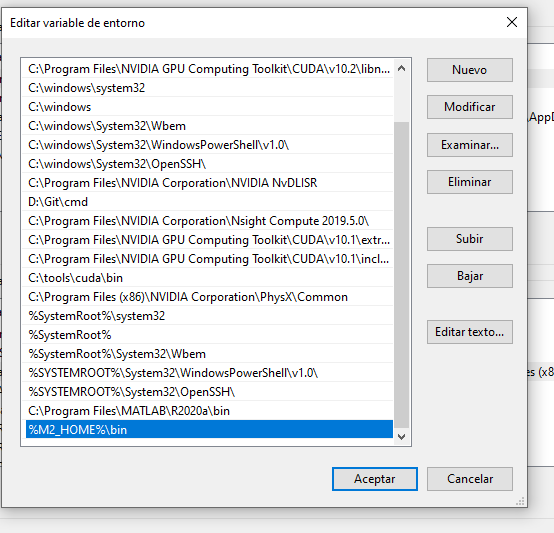 Editar variable de entorno
C:\Program Files\NVIDIA GPU Computing Toolkit\CUDA\v10.2\libn...
C:\windows\system32
C:\windows
C:\windows\System32\Wbem
C:\windows\System32\WindowsPowerShell\v1.0\
C:\windows\System32\OpenSSH\
C:\Program Files\NVIDIA Corporation\NVIDIA NvDLISR
D:\Git\cmd
C:\Program Files\NVIDIA Corporation\Nsight Compute 2019.5.0\
C:\Program Files\NVIDIA GPU Computing Toolkit\CUDA\v10.1\extr...
C:\Program Files\NVIDIA GPU Computing Toolkit\CUDA\v10.1\incl...
C:\tools\cuda\bin
C:\Program Files (x86)\NVIDIA Corporation\PhysX\Common
%SystemRoot%\system32
%SystemRoot%
%SystemRoot%\System32\Wbem
%SYSTEMROOT%\System32\WindowsPowerShell\v1.0\
%SYSTEMROOT%\System32\OpenSSH\
C:\Program Files\MATLAB\R2020a\bin
%M2_HOME%\bin
Nuevo
Modificar
Examinar...
Eliminar
Subir
Bajar
Editar texto...
Aceptar
Cancelar
\AppD
es (x8